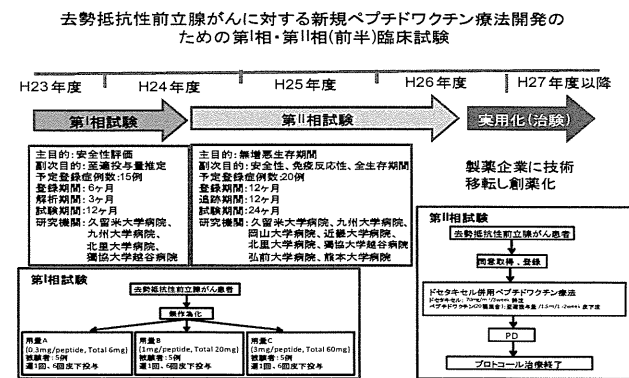 去勢抵抗性前立腺がんに対する新規ペプチドワクチン療法開発の
ための第Ⅰ相・第Ⅱ相(前半)臨床試験
H23年度
H24年度
H25年度
H26年度
H27年度以降
第Ⅰ相試験
第Ⅱ相試験
実用化(治験)
主目的:安全性評価
副次目的:至適投与量推定
予定登録症例数:15例
登録期間:6ヶ月
解析期間:3ヶ月
試験期間:12ヶ月
研究機関:久留米大学病院、
九州大学病院、
北里大学病院、
獨協大学越谷病院
主目的:無増悪生存期間
副次目的:安全性、免疫反応性、全生存期間
予定登録症例数:20例
登録期間:12ヶ月
追跡期間:12ヶ月
試験期間:24ヶ月
研究機関:久留米大学病院、九州大学病院、
岡山大学病院、近畿大学病院、
北里大学病院、獨協大学越谷病院
弘前大学病院、熊本大学病院
製薬企業に技術
移転し創薬化
第Ⅰ相試験
去勢抵抗性前立腺がん患者
無作為化
用量A
(0.3mg/peptide, Total 6mg)
被験者:5例
週1回、6回皮下投与
用量B
(1mg/peptide, Total 20mg)
被験者:5例
週1回、6回皮下投与
用量C
(3mg/peptide, Total 60mg)
被験者:5例
週1回、6回皮下投与
第Ⅱ相試験
去勢抵抗性前立腺がん患者
同意取得、登録
ドセタキセル併用ペプチドワクチン療法
PD
プロトコール治療終了